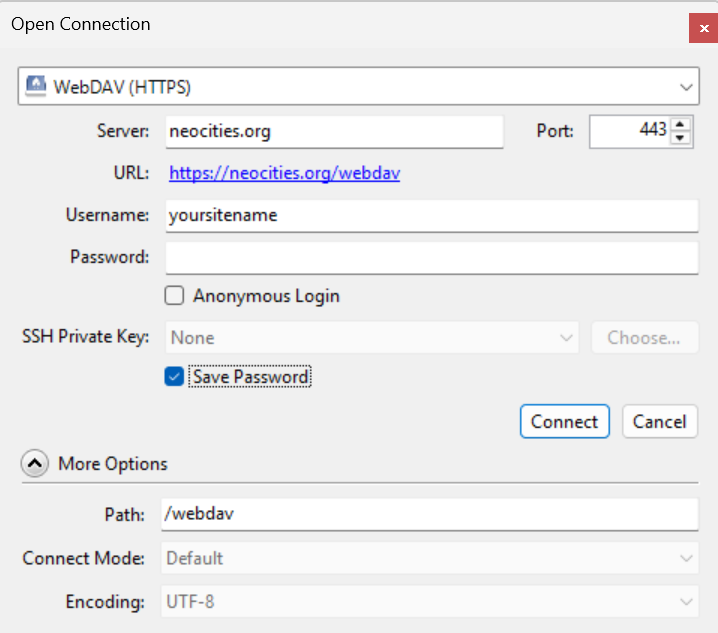 Open Connection
WebDAV (HTTPS)
Server: neocities.org Port: 443
URL: https://neocities.org/webdav
Username: yoursitename
Password:
Anonymous Login
SSH Private Key: None Choose...
Save Password
Connect Cancel
More Options
Path: /webdav
Connect Mode: Default
Encoding: UTF-8